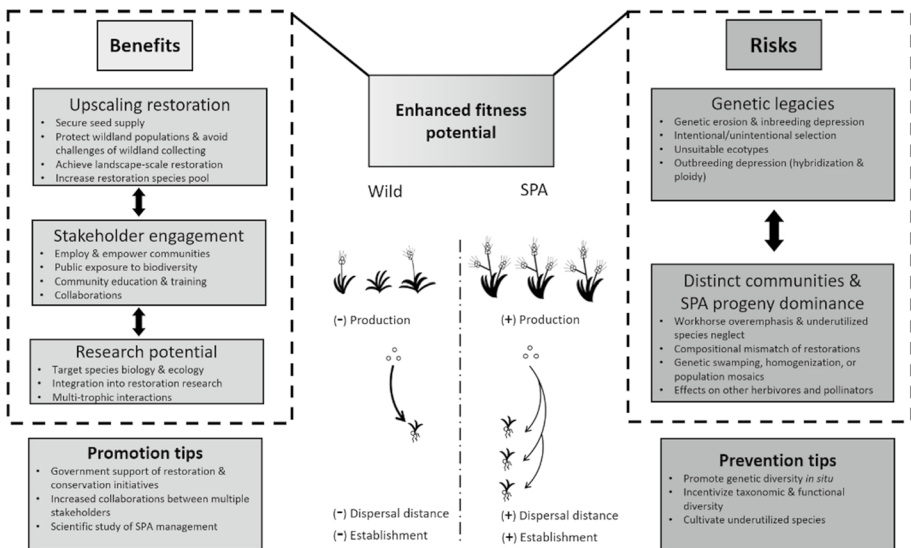 Benefits
Upscaling restoration
• Secure seed supply
• Protect wildland populations & avoid
challenges of wildland collecting
• Achieve landscape-scale restoration
• Increase restoration species pool
Stakeholder engagement
• Employ & empower communities
• Public exposure to biodiversity
• Community education & training
• Collaborations
Research potential
• Target species biology & ecology
• Integration into restoration research
• Multi-trophic interactions
Promotion tips
• Government support of restoration &
conservation initiatives
• Increased collaborations between multiple
stakeholders
• Scientific study of SPA management
Enhanced fitness
potential
Wild
SPA
(-) Production
(+) Production
(-) Dispersal distance
(+) Dispersal distance
(-) Establishment
(+) Establishment
Risks
Genetic legacies
• Genetic erosion & inbreeding depression
• Intentional/unintentional selection
• Unsuitable ecotypes
• Outbreeding depression (hybridization &
ploidy)
Distinct communities &
SPA progeny dominance
• Workhorse overemphasis & underutilized
species neglect
• Compositional mismatch of restorations
• Genetic swamping, homogenization, or
population mosaics
• Effects on other herbivores and pollinators
Prevention tips
• Promote genetic diversity in situ
• Incentivize taxonomic & functional
diversity
• Cultivate underutilized species